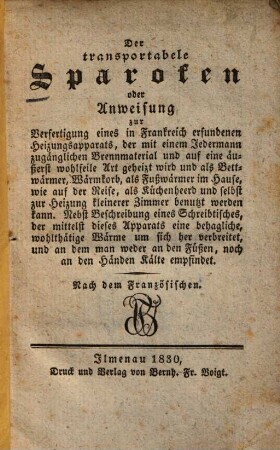 Der
transportabele
Sparofen
oder
Anweisung
zur
Verfertigung eines in Frankreich erfundenen
Heizungsapparats, der mit einem Jedermann
zugänglichen Brennmaterial und auf eine äu-
ßerst wohlfeile Art geheizt wird und als Bett-
wärmer, Wärmkorb, als Fußwärmer im Hause,
wie auf der Reise, als Küchenheerd und selbst
zur Heizung kleinerer Zimmer benutzt werden
kann. Nebst Beschreibung eines Schreibtisches,
der mittelst dieses Apparats eine behagliche,
wohlthätige Wärme um sich her verbreitet,
und an dem man weder an den Füßen, noch
an den Händen Kälte empfindet.
Nach dem Französischen.
Ilmenau 1830,
Druck und Verlag von Bernh. Fr. Voigt.